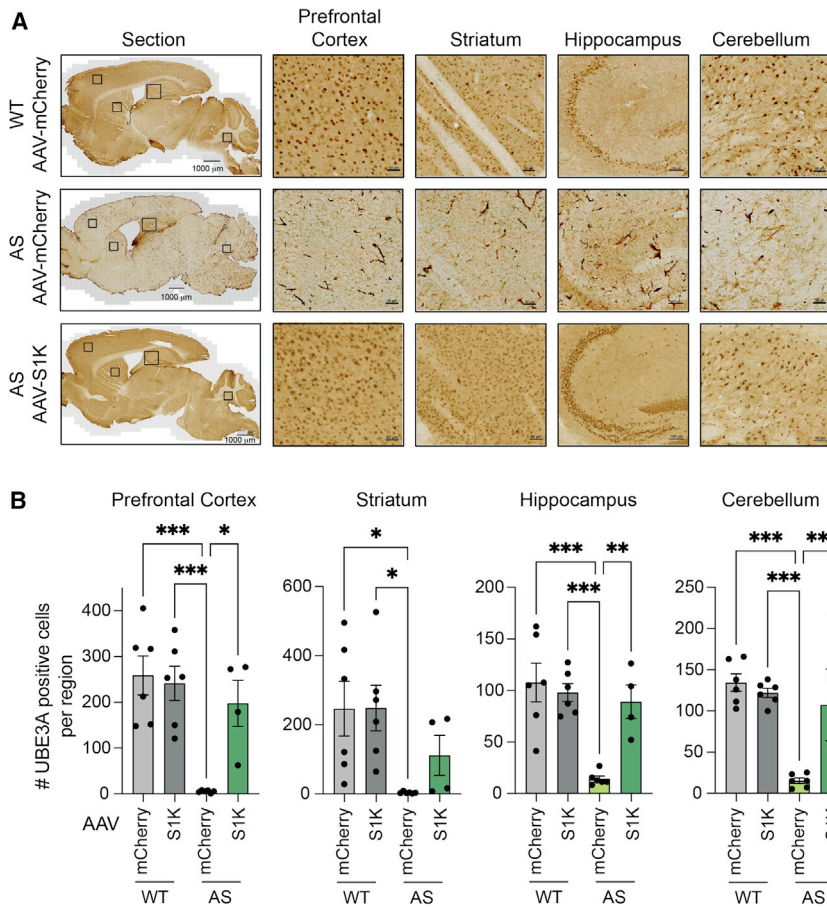 A
Section
Prefrontal
Cortex
Striatum
Hippocampus
Cerebellum
WT
AAV-mCherry
1000 µm
AS
AAV-mCherry
1000 µm
AS
AAV-S1K
1000 µm
B
Prefrontal Cortex
Striatum
Hippocampus
Cerebellum
# UBE3A positive cells
per region
*** *
***
400
300
200
100
0
*
*
600
400
200
0
*** **
***
200
150
100
50
0
*** **
***
250
200
150
100
50
0
AAV
mCherry
S1K
mCherry
S1K
mCherry
S1K
mCherry
S1K
mCherry
S1K
mCherry
S1K
mCherry
S1K
mCherry
WT AS WT AS WT AS WT AS